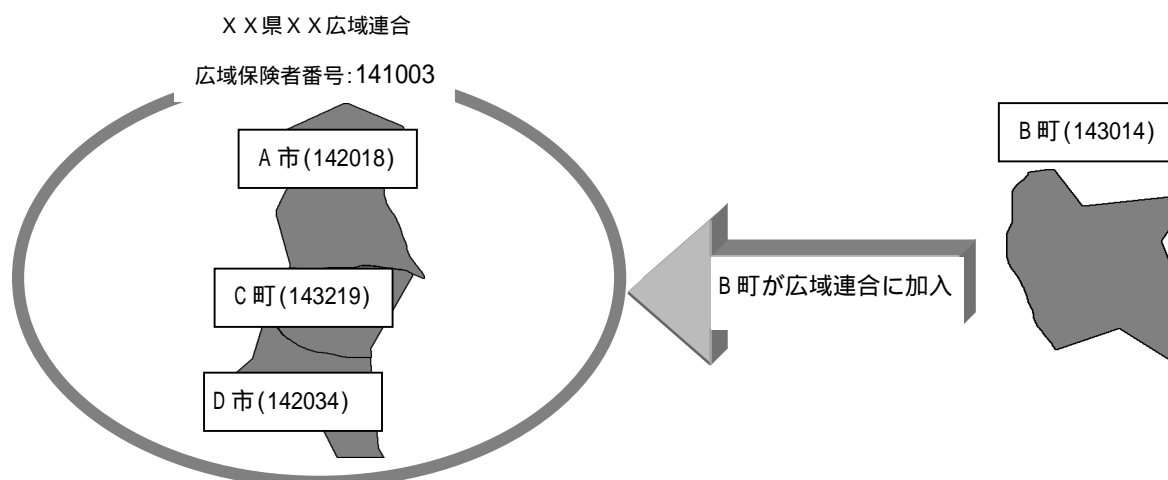 ＸＸ県ＸＸ広域連合
広域保険者番号:141003
Ａ市(142018)
Ｂ町(143014)
Ｂ町が広域連合に加入
Ｃ町(143219)
Ｄ市(142034)